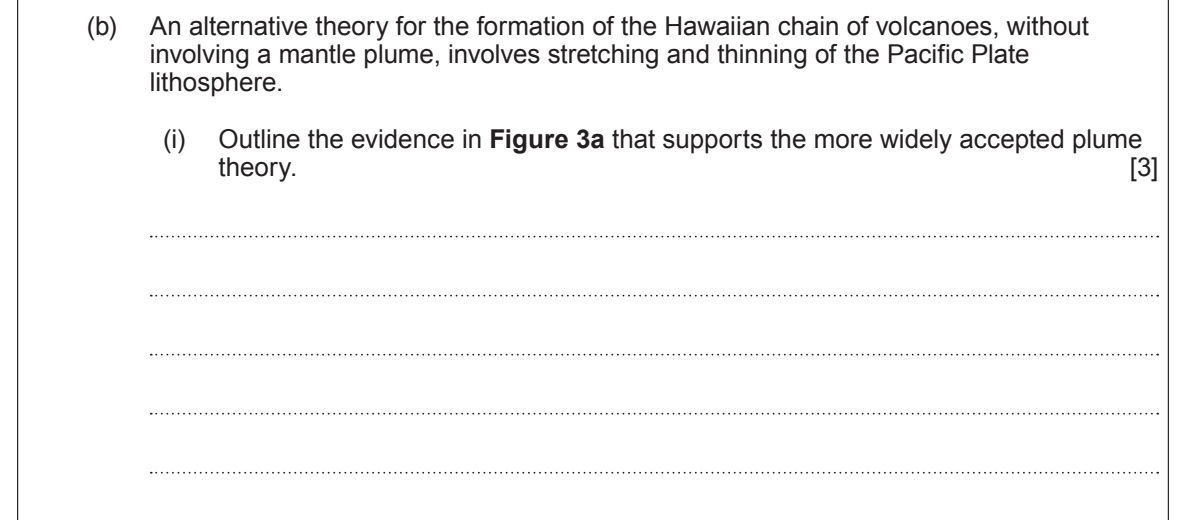 (b) An alternative theory for the formation of the Hawaiian chain of volcanoes, without
involving a mantle plume, involves stretching and thinning of the Pacific Plate
lithosphere.
(i) Outline the evidence in Figure 3a that supports the more widely accepted plume
theory. [3]